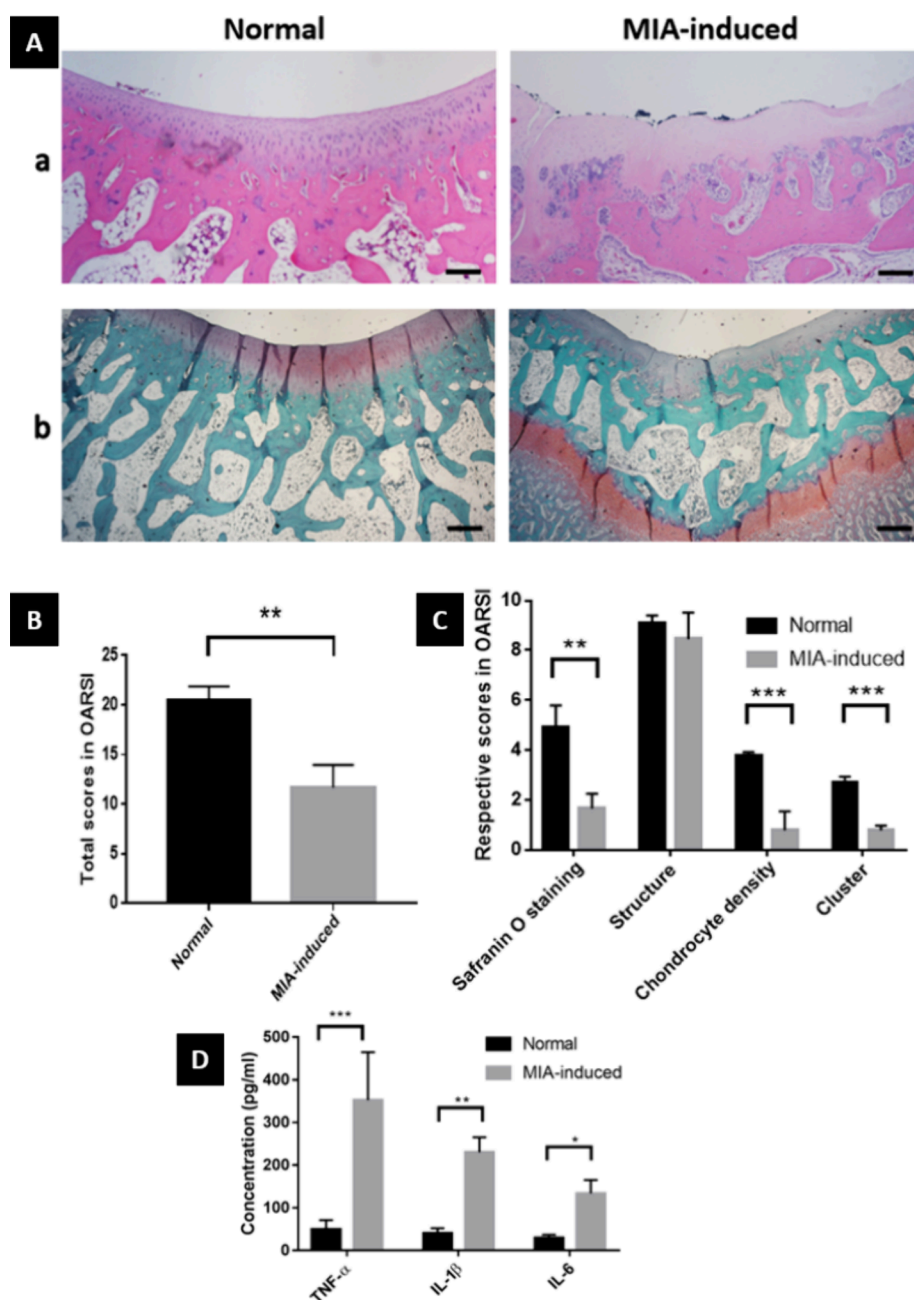 A
Normal
MIA-induced
a
b
B
**
Total scores in OARSI
25
20
15
10
5
0
Normal
MIA-induced
C
Respective scores in OARSI
10
8
6
4
2
0
**
***
***
Normal
MIA-induced
Safranin O staining
Structure
Chondrocyte density
Cluster
D
Concentration (pg/ml)
500
400
300
200
100
0
***
**
*
Normal
MIA-induced
TNF-α
IL-1β
IL-6